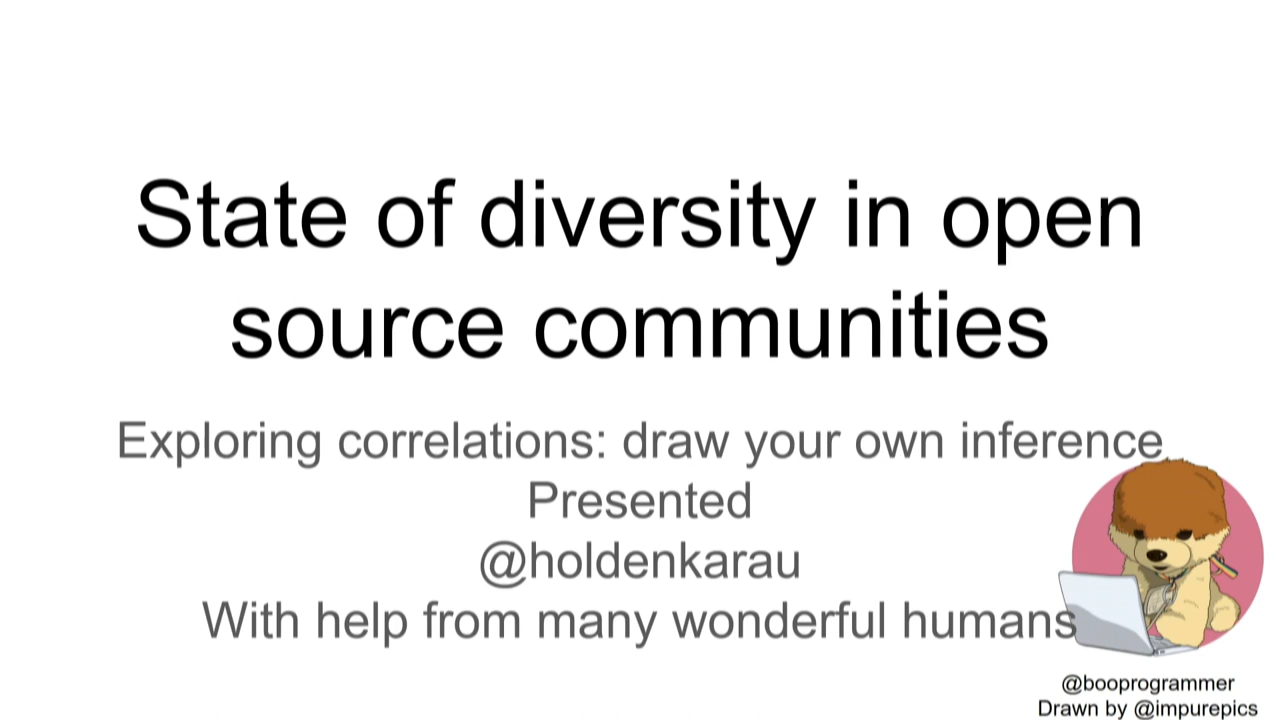 State of diversity in open
source communities
Exploring correlations: draw your own inference
Presented
@holdenkarau
With help from many wonderful humans
@booprogrammer
Drawn by @impurepics